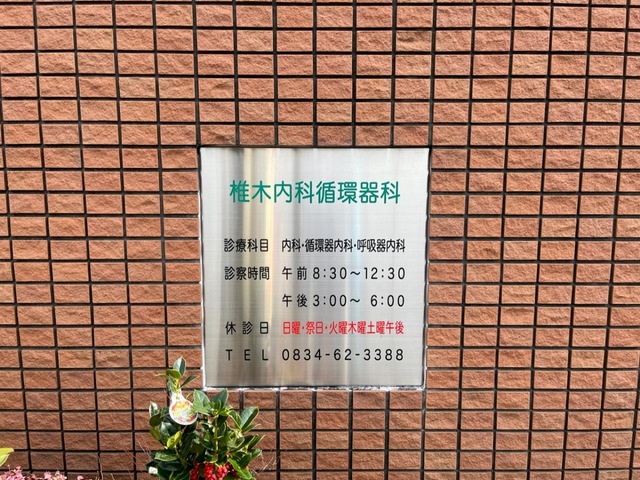 椎木内科循環器科
診療科目 内科・循環器内科・呼吸器内科
診察時間 午前 8:30〜12:30
午後 3:00〜 6:00
休診日 日曜・祭日・火曜木曜土曜午後
TEL 0834-62-3388